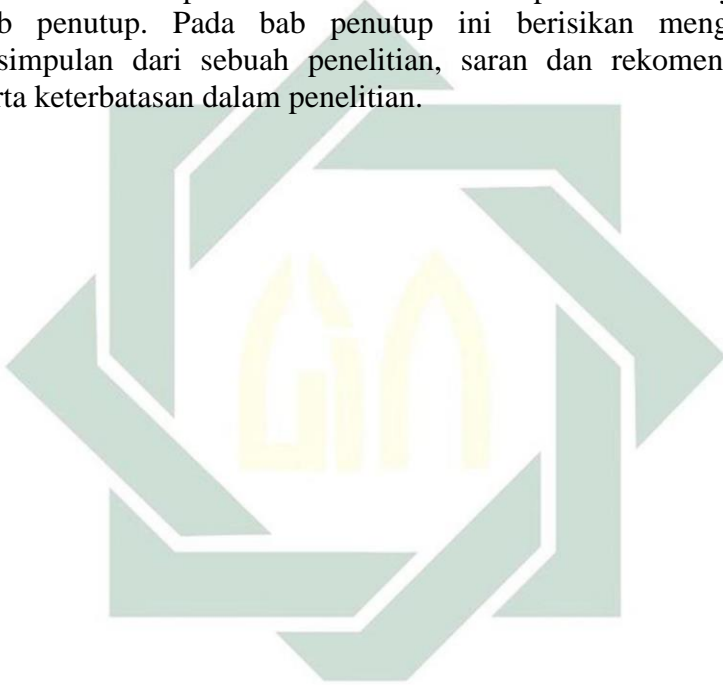 b penutup. Pada bab penutup ini berisikan meng
simpulan dari sebuah penelitian, saran dan rekomen
rta keterbatasan dalam penelitian.